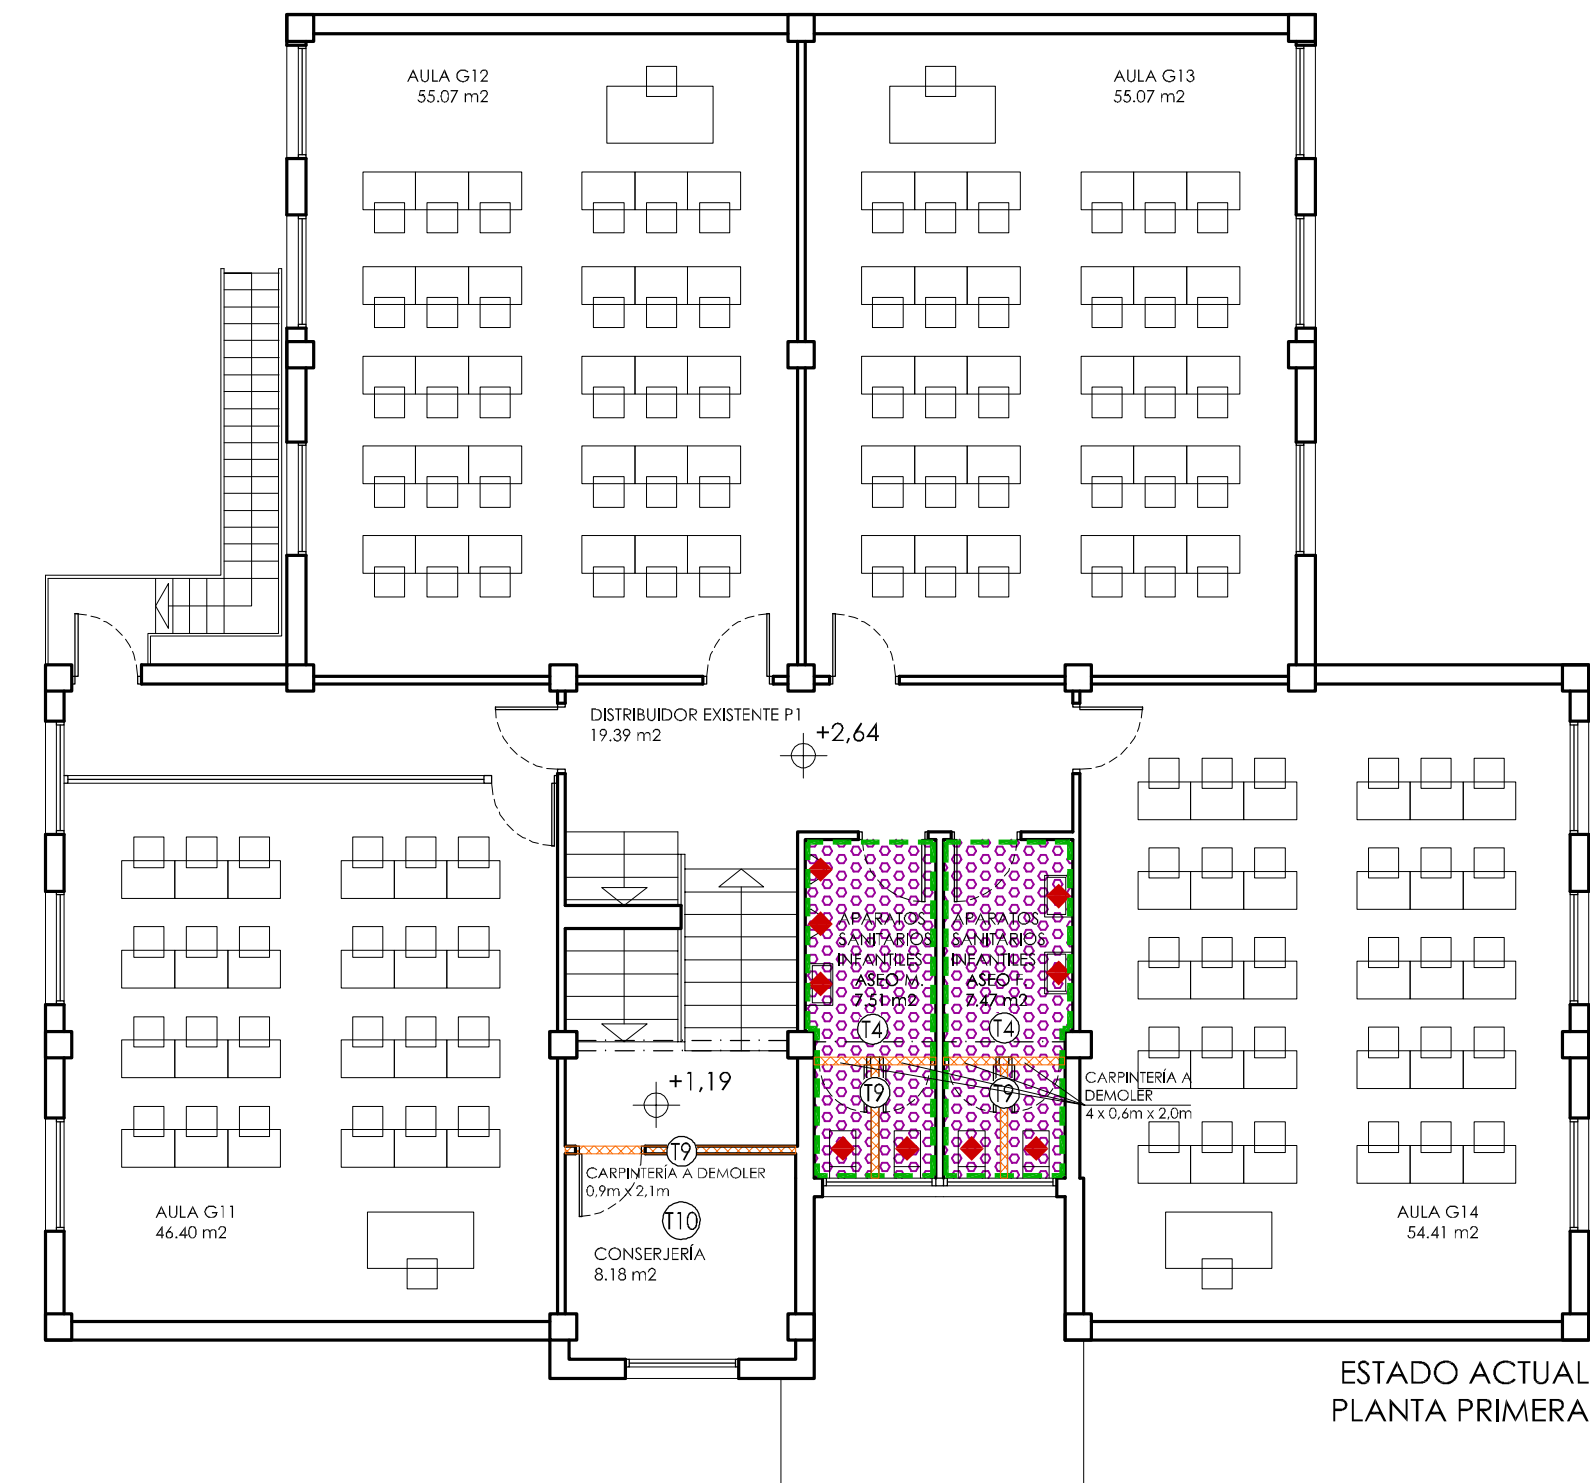 AULA G12
55.07 m2
AULA G13
55.07 m2
DISTRIBUIDOR EXISTENTE P1
19.39 m2
+2,64
APARATOS
SANITARIOS
INFANTILES
ASEO M.
7.51 m2
T4
T9
APARATOS
SANITARIOS
INFANTILES
ASEO F.
7.47 m2
T4
T9
CARPINTERÍA A
DEMOLER
4 x 0,6m x 2,0m
+1,19
T9
CARPINTERÍA A DEMOLER
0,9m x 2,1m
T10
CONSERJERÍA
8.18 m2
AULA G11
46.40 m2
AULA G14
54.41 m2
ESTADO ACTUAL
PLANTA PRIMERA